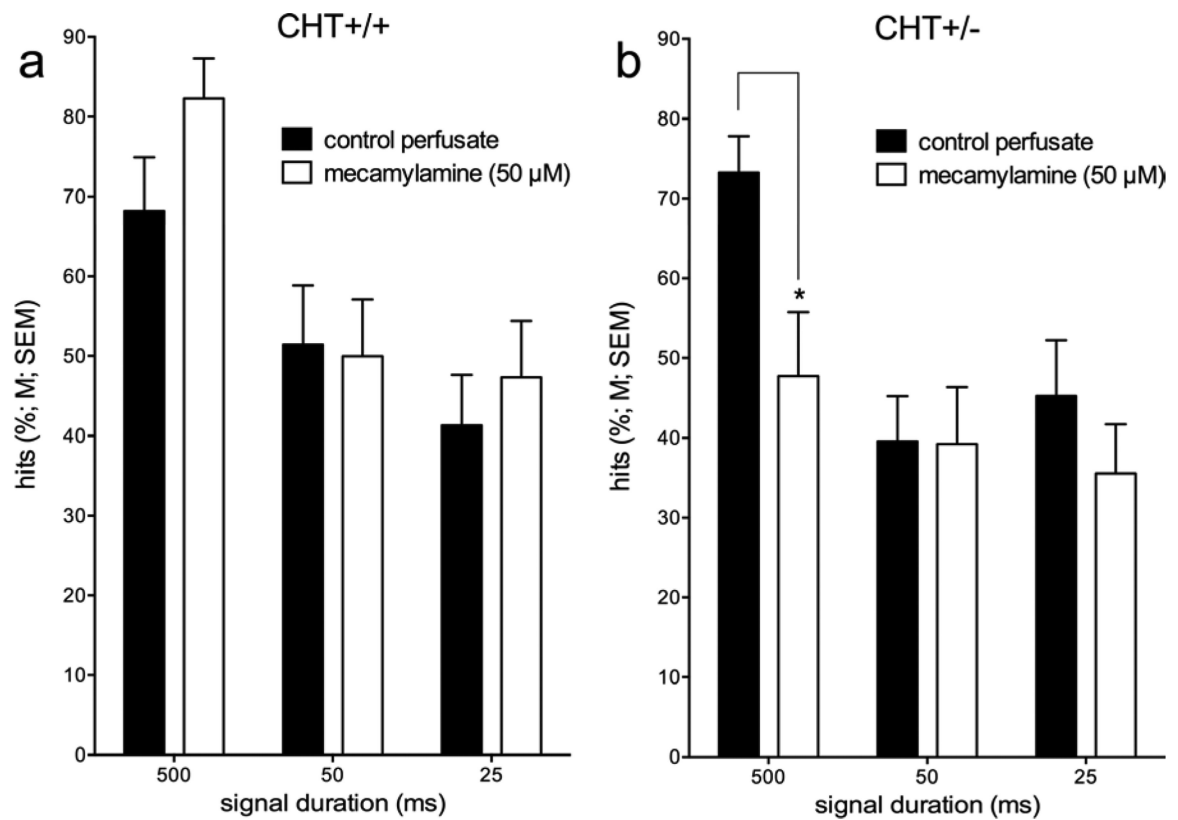 CHT+/+
a
control perfusate
mecamylamine (50 µM)
hits (%; M; SEM)
90
80
70
60
50
40
30
20
10
0
500
50
25
signal duration (ms)
CHT+/-
b
control perfusate
mecamylamine (50 µM)
*
hits (%; M; SEM)
90
80
70
60
50
40
30
20
10
0
500
50
25
signal duration (ms)